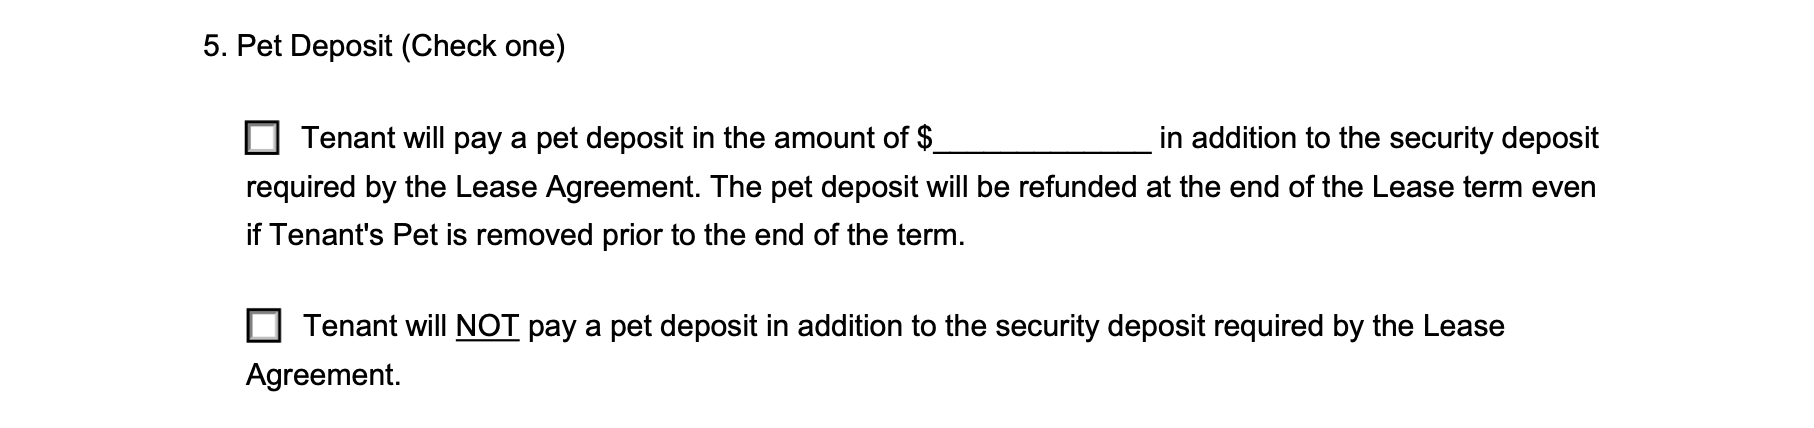 5. Pet Deposit (Check one)
Tenant will pay a pet deposit in the amount of $_____________ in addition to the security deposit
required by the Lease Agreement. The pet deposit will be refunded at the end of the Lease term even
if Tenant's Pet is removed prior to the end of the term.
Tenant will NOT pay a pet deposit in addition to the security deposit required by the Lease
Agreement.